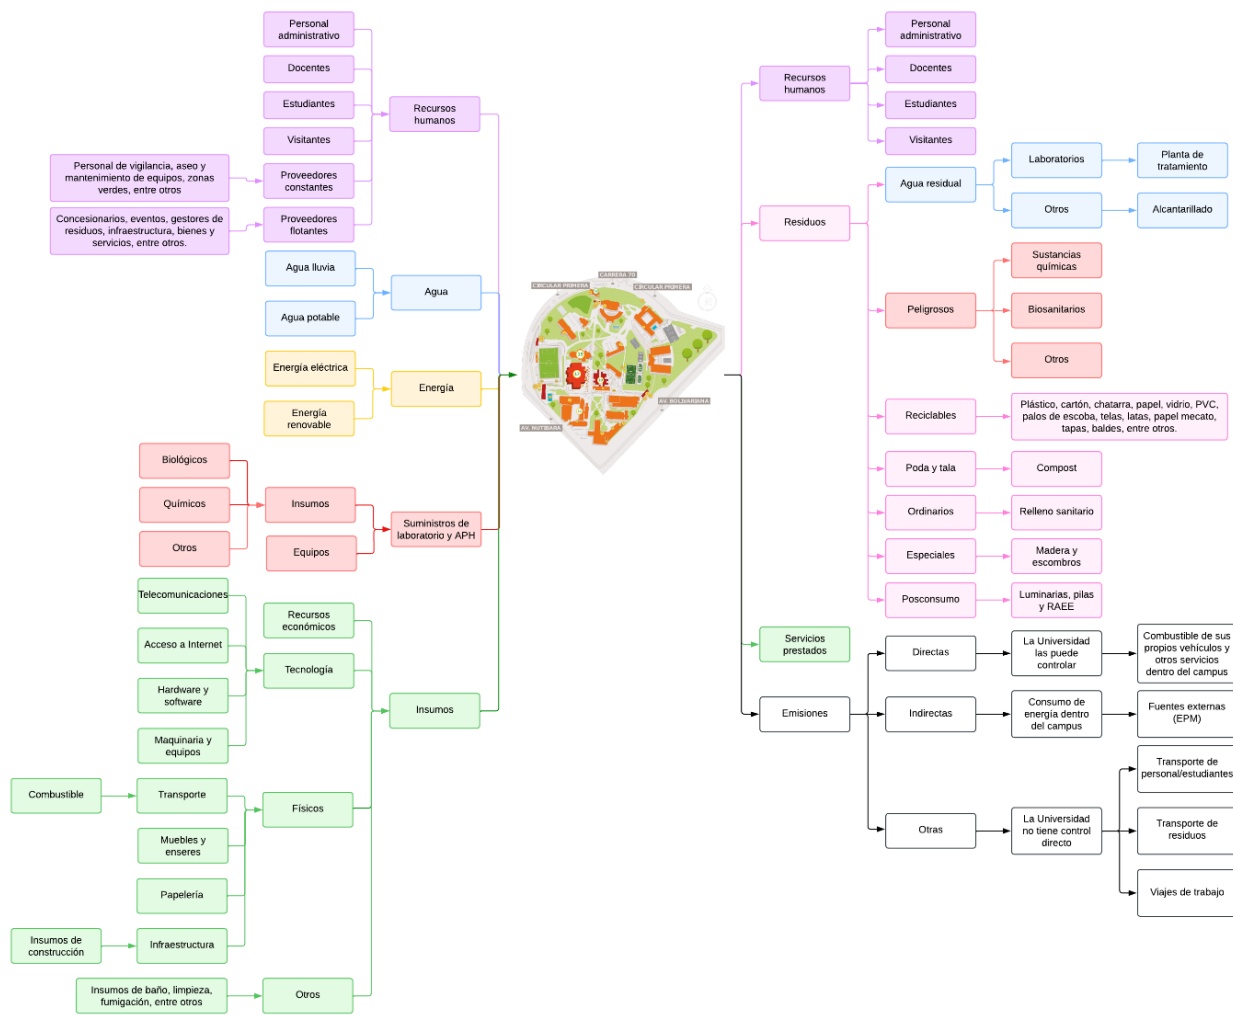 Personal
administrativo
Docentes
Estudiantes
Visitantes
Personal de vigilancia, aseo y
mantenimiento de equipos, zonas
verdes, entre otros
Proveedores
constantes
Concesionarios, eventos, gestores de
residuos, infraestructura, bienes y
servicios, entre otros.
Proveedores
flotantes
Recursos
humanos
Agua lluvia
Agua potable
Agua
Energía eléctrica
Energía
renovable
Energía
Biológicos
Químicos
Otros
Insumos
Equipos
Suministros de
laboratorio y APH
Telecomunicaciones
Acceso a Internet
Hardware y
software
Maquinaria y
equipos
Recursos
económicos
Tecnología
Insumos
Combustible
Transporte
Muebles y
enseres
Papelería
Insumos de
construcción
Infraestructura
Físicos
Insumos de baño, limpieza,
fumigación, entre otros
Otros
CARRERA 70
CIRCULAR PRIMERA
CIRCULAR PRIMERA
AV. BOLIVARIANA
AV. NUTIBARA
Recursos
humanos
Personal
administrativo
Docentes
Estudiantes
Visitantes
Residuos
Agua residual
Laboratorios
Planta de
tratamiento
Otros
Alcantarillado
Peligrosos
Sustancias
químicas
Biosanitarios
Otros
Reciclables
Plástico, cartón, chatarra, papel, vidrio, PVC,
palos de escoba, telas, latas, papel mecato,
tapas, baldes, entre otros.
Poda y tala
Compost
Ordinarios
Relleno sanitario
Especiales
Madera y
escombros
Posconsumo
Luminarias, pilas
y RAEE
Servicios
prestados
Emisiones
Directas
La Universidad
las puede
controlar
Combustible de sus
propios vehículos y
otros servicios
dentro del campus
Indirectas
Consumo de
energía dentro
del campus
Fuentes externas
(EPM)
Otras
La Universidad
no tiene control
directo
Transporte de
personal/estudiantes
Transporte de
residuos
Viajes de trabajo